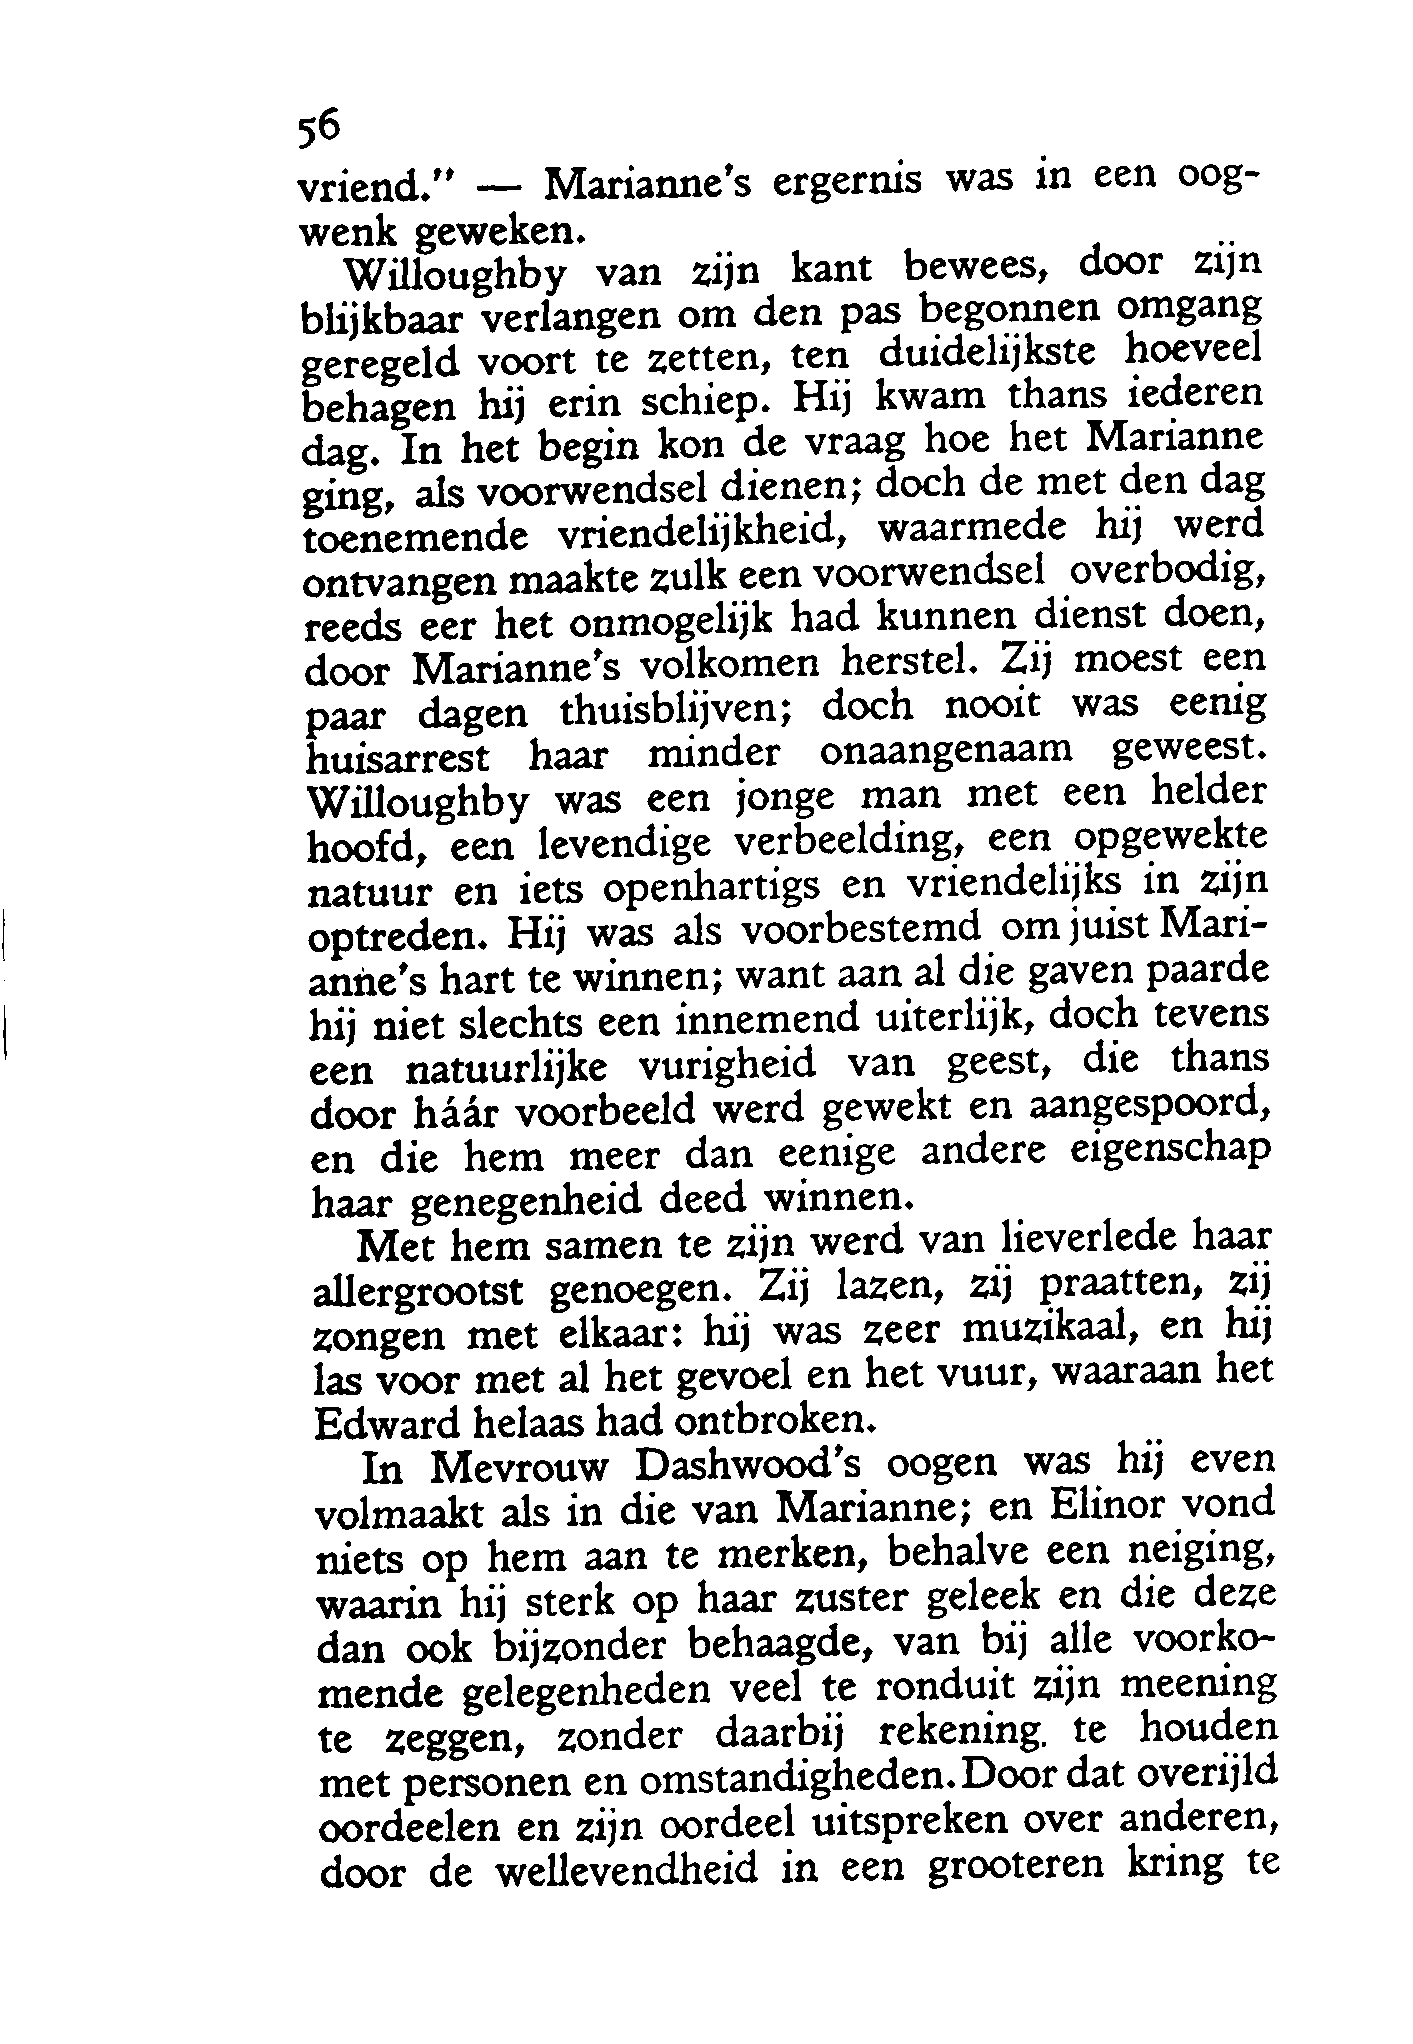 56
vriend." — Marianne's ergernis was in een oog-
wenk geweken.
Willoughby van zijn kant bewees, door zijn
blijkbaar verlangen om den pas begonnen omgang
geregeld voort te zetten, ten duidelijkste hoeveel
behagen hij erin schiep. Hij kwam thans iederen
dag. In het begin kon de vraag hoe het Marianne
ging, als voorwendsel dienen; doch de met den dag
toenemende vriendelijkheid, waarmede hij werd
ontvangen maakte zulk een voorwendsel overbodig,
reeds eer het onmogelijk had kunnen dienst doen,
door Marianne's volkomen herstel. Zij moest een
paar dagen thuisblijven; doch nooit was eenig
huisarrest haar minder onaangenaam geweest.
Willoughby was een jonge man met een helder
hoofd, een levendige verbeelding, een opgewekte
natuur en iets openhartigs en vriendelijks in zijn
optreden. Hij was als voorbestemd om juist Mari-
anne's hart te winnen; want aan al die gaven paarde
hij niet slechts een innemend uiterlijk, doch tevens
een natuurlijke vurigheid van geest, die thans
door háár voorbeeld werd gewekt en aangespoord,
en die hem meer dan eenige andere eigenschap
haar genegenheid deed winnen.
Met hem samen te zijn werd van lieverlede haar
allergrootst genoegen. Zij lazen, zij praatten, zij
zongen met elkaar: hij was zeer muzikaal, en hij
las voor met al het gevoel en het vuur, waaraan het
Edward helaas had ontbroken.
In Mevrouw Dashwood's oogen was hij even
volmaakt als in die van Marianne; en Elinor vond
niets op hem aan te merken, behalve een neiging,
waarin hij sterk op haar zuster geleek en die deze
dan ook bijzonder behaagde, van bij alle voorko-
mende gelegenheden veel te ronduit zijn meening
te zeggen, zonder daarbij rekening. te houden
met personen en omstandigheden. Door dat overijld
oordeelen en zijn oordeel uitspreken over anderen,
door de wellevendheid in een grooteren kring te